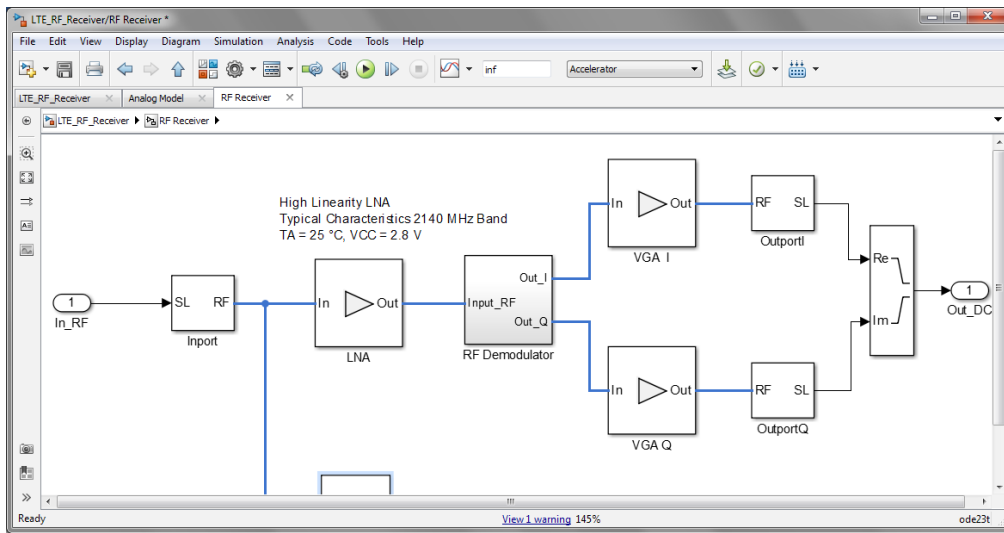 LTE_RF_Receiver/RF Receiver *
File Edit View Display Diagram Simulation Analysis Code Tools Help
inf Accelerator
LTE_RF_Receiver Analog Model RF Receiver
LTE_RF_Receiver RF Receiver
High Linearity LNA
Typical Characteristics 2140 MHz Band
TA = 25 °C, VCC = 2.8 V
1
In_RF
SL RF
Inport
In Out
LNA
Input_RF
Out_I
Out_Q
RF Demodulator
In Out
VGA I
RF SL
OutportI
In Out
VGA Q
RF SL
OutportQ
Re
Im
1
Out_DC
Ready View 1 warning 145% ode23t